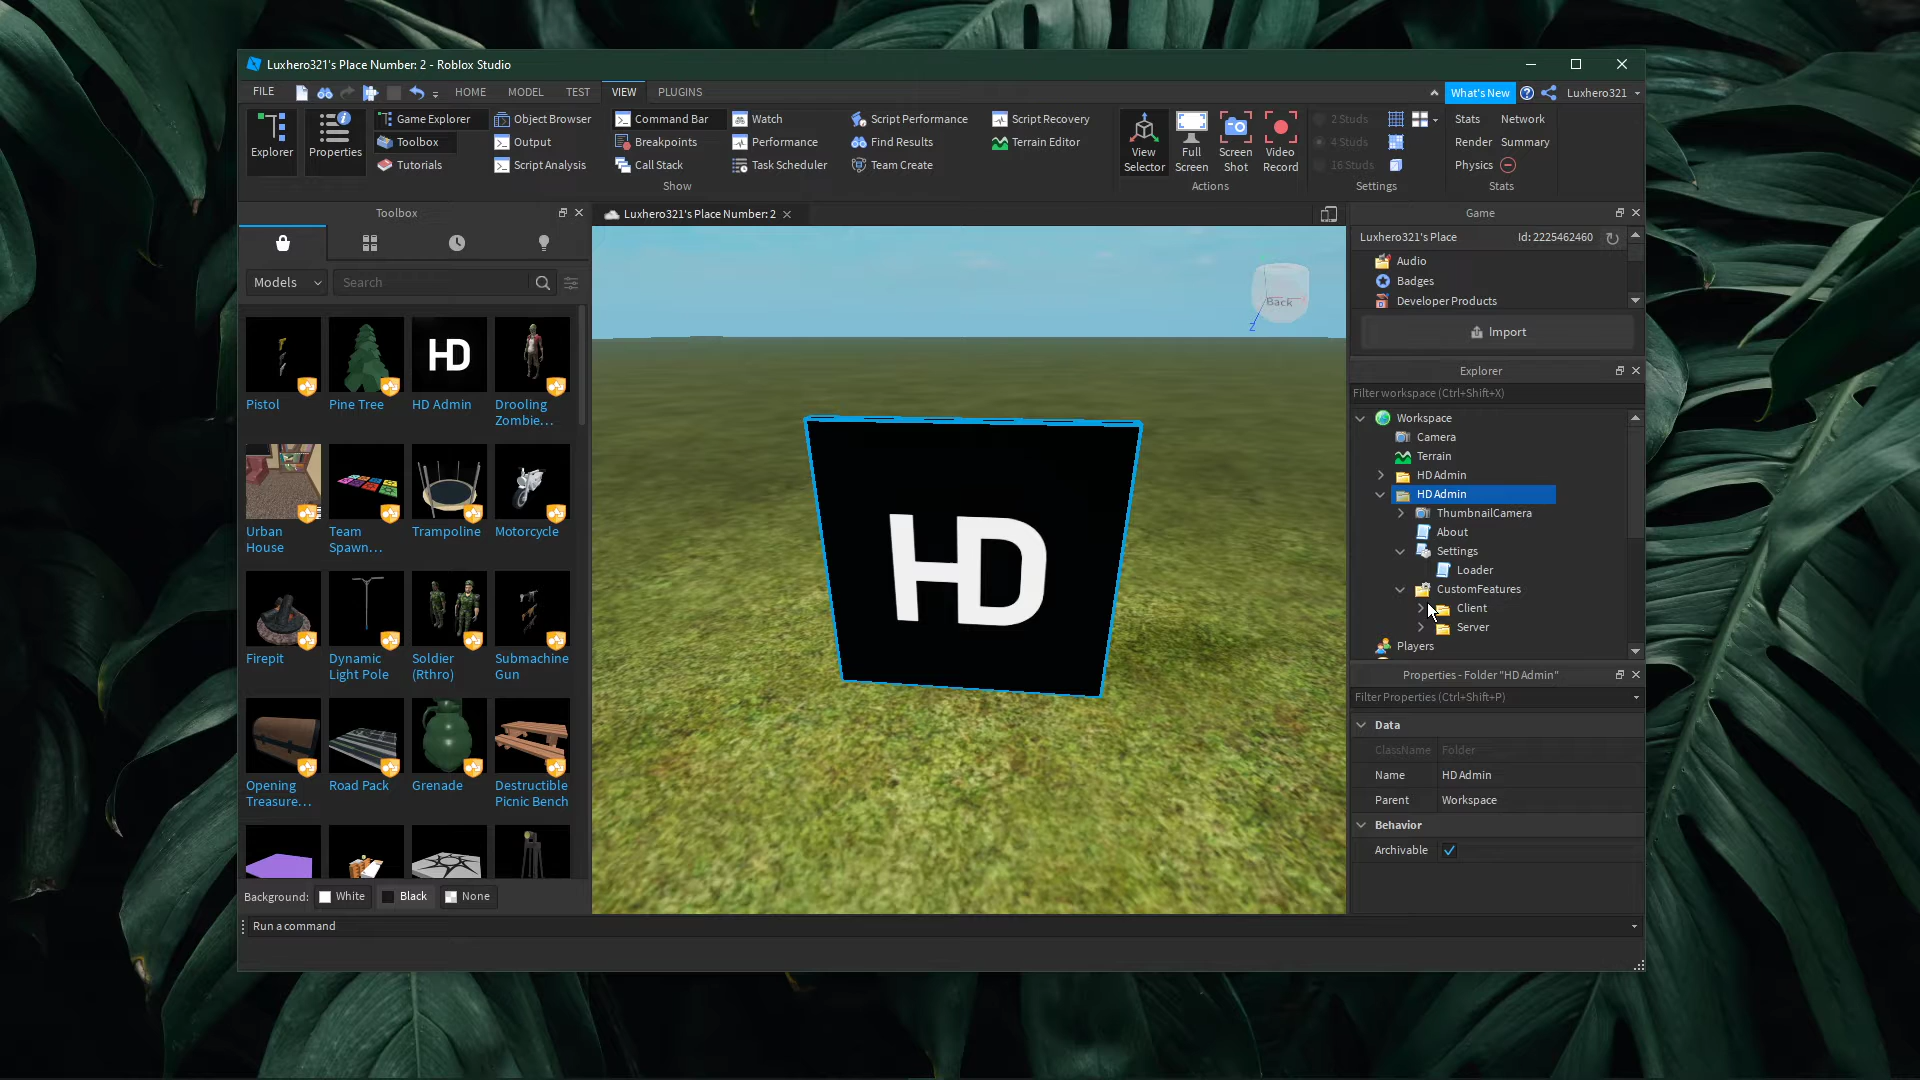 Luxhero321's Place Number: 2 - Roblox Studio
FILE
HOME
MODEL
TEST
VIEW
PLUGINS
What's New
Luxhero321
Explorer
Properties
Game Explorer
Toolbox
Tutorials
Object Browser
Output
Script Analysis
Command Bar
Breakpoints
Call Stack
Watch
Performance
Task Scheduler
Script Performance
Find Results
Team Create
Script Recovery
Terrain Editor
Show
View
Selector
Full
Screen
Screen
Shot
Video
Record
Actions
2 Studs
4 Studs
16 Studs
Settings
Stats
Network
Render
Summary
Physics
Stats
Toolbox
Models
Search
Pistol
Pine Tree
HD
HD Admin
Drooling
Zombie...
Urban
House
Team
Spawn...
Trampoline
Motorcycle
Firepit
Dynamic
Light Pole
Soldier
(Rthro)
Submachine
Gun
Opening
Treasure...
Road Pack
Grenade
Destructible
Picnic Bench
Background:
White
Black
None
Run a command
Luxhero321's Place Number: 2
Back
Z
HD
Game
Luxhero321's Place
Id: 2225462460
Audio
Badges
Developer Products
Import
Explorer
Filter workspace (Ctrl+Shift+X)
Workspace
Camera
Terrain
HD Admin
HD Admin
ThumbnailCamera
About
Settings
Loader
CustomFeatures
Client
Server
Players
Properties - Folder "HD Admin"
Filter Properties (Ctrl+Shift+P)
Data
ClassName Folder
Name HD Admin
Parent Workspace
Behavior
Archivable